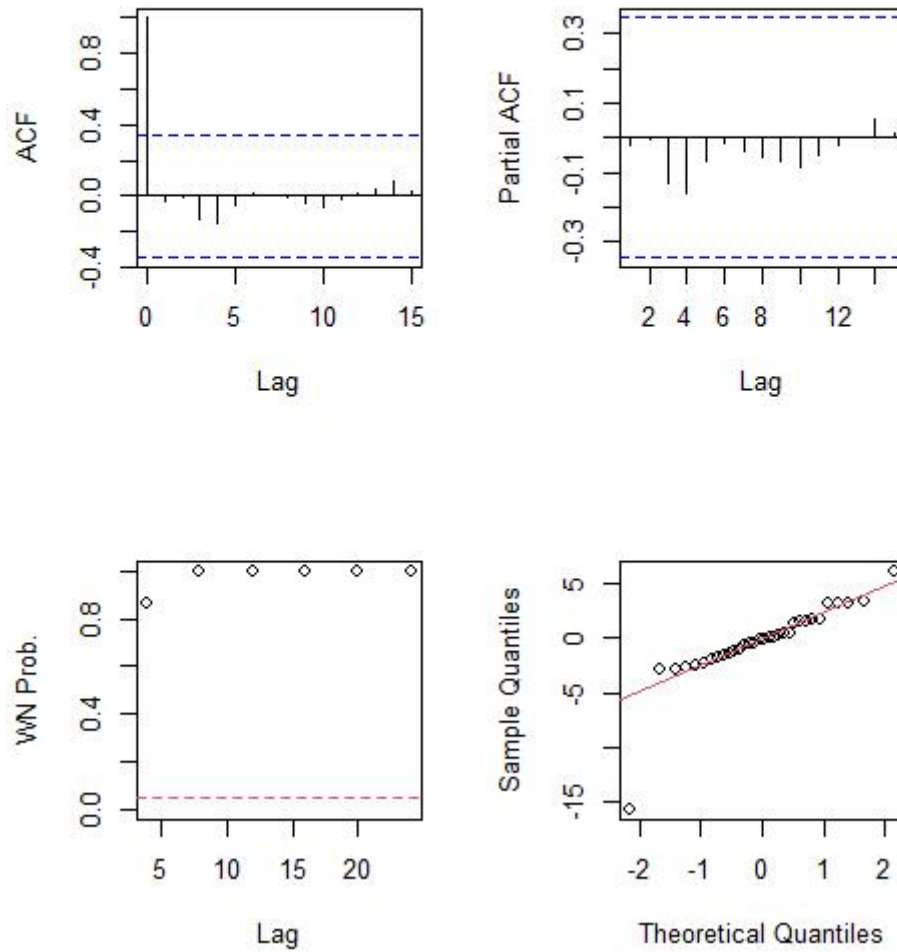 ACF
0.8
0.4
0.0
-0.4
0 5 10 15
Lag
Partial ACF
0.3
0.1
-0.1
-0.3
2 4 6 8 12
Lag
WN Prob.
0.8
0.4
0.0
5 10 15 20
Lag
Sample Quantiles
5
0
-5
-15
-2 -1 0 1 2
Theoretical Quantiles